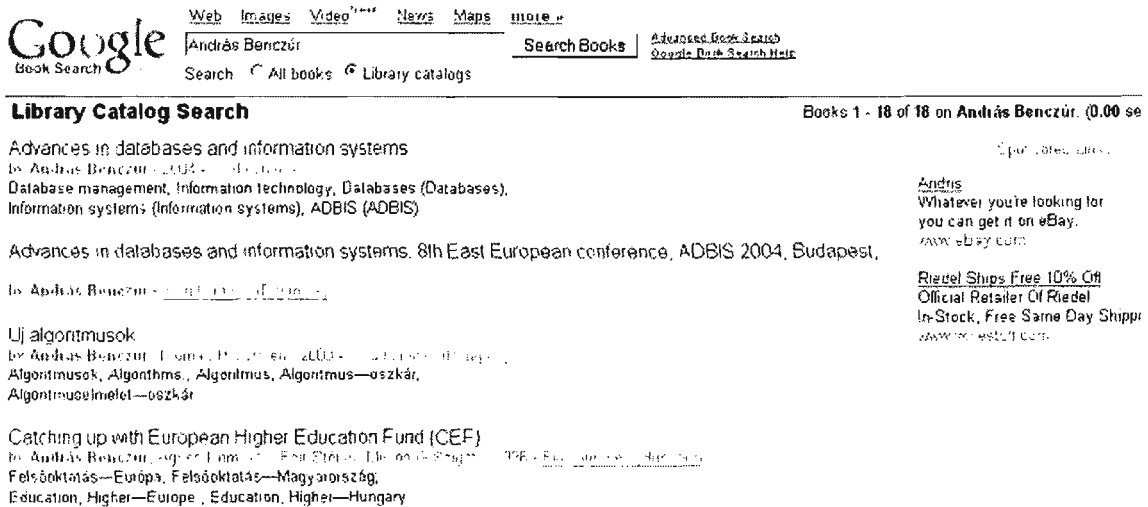 Google
Book Search
Web Images Video News Maps more »
András Benczúr
Search Books
Advanced Book Search
Google Book Search Help
Search All books Library catalogs
Library Catalog Search
Books 1 - 18 of 18 on András Benczúr. (0.00 se
Advances in databases and information systems
by András Benczúr -
Database management, Information technology, Databases (Databases),
Information systems (Information systems), ADBIS (ADBIS)
Advances in databases and information systems. 8th East European conference, ADBIS 2004, Budapest,
by András Benczúr -
Uj algoritmusok
by András Benczúr
Algoritmusok, Algorithms., Algoritmus, Algoritmus—oszkár,
Algoritmuselmelet—oszkár
Catching up with European Higher Education Fund (CEF)
by András Benczúr
Felsőoktatás—Európa, Felsőoktatás—Magyarország,
Education, Higher—Europe , Education, Higher—Hungary
Andris
Whatever you're looking for
you can get it on eBay.
www.ebay.com
Riedel Ships Free 10% Off
Official Retailer Of Riedel
In-Stock, Free Same Day Shippi